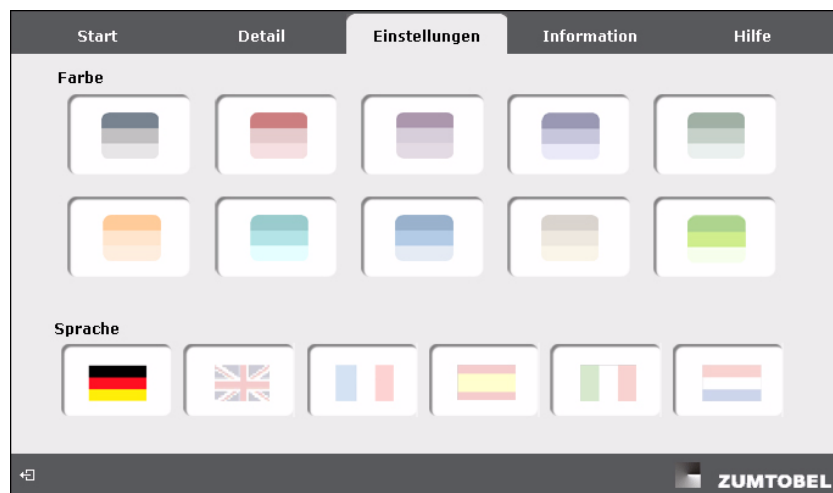 Start Detail Einstellungen Information Hilfe
Farbe
Sprache
ZUMTOBEL